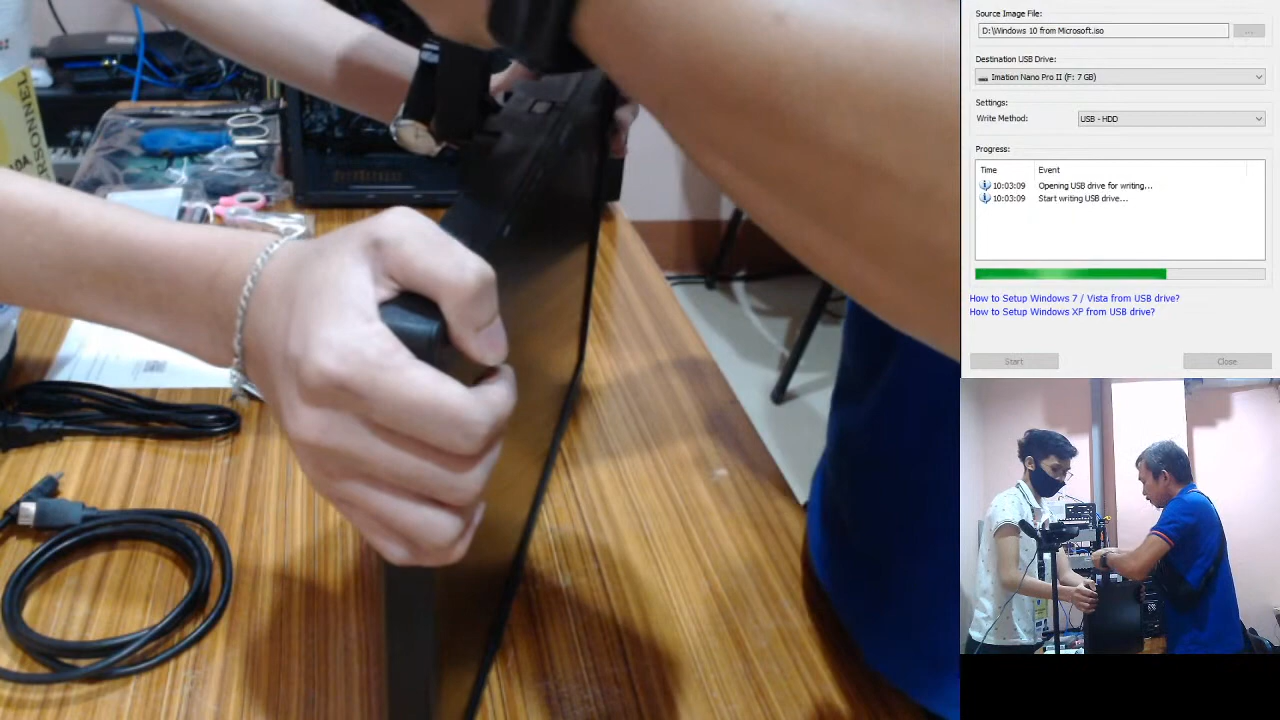 ERSONNEL
Source Image File:
D:\Windows 10 from Microsoft.iso
...
Destination USB Drive:
Imation Nano Pro II (F: 7 GB)
Settings:
Write Method:
USB - HDD
Progress:
Time Event
10:03:09 Opening USB drive for writing...
10:03:09 Start writing USB drive...
How to Setup Windows 7 / Vista from USB drive?
How to Setup Windows XP from USB drive?
Start Close